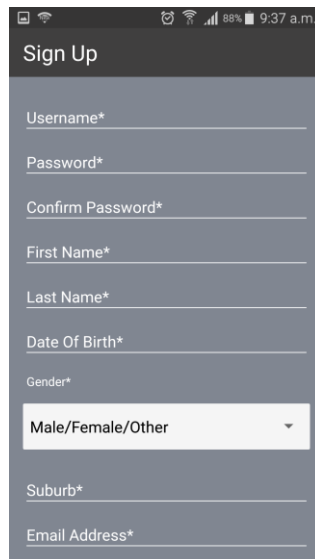 88% 9:37 a.m.
Sign Up
Username*
Password*
Confirm Password*
First Name*
Last Name*
Date Of Birth*
Gender*
Male/Female/Other
Suburb*
Email Address*